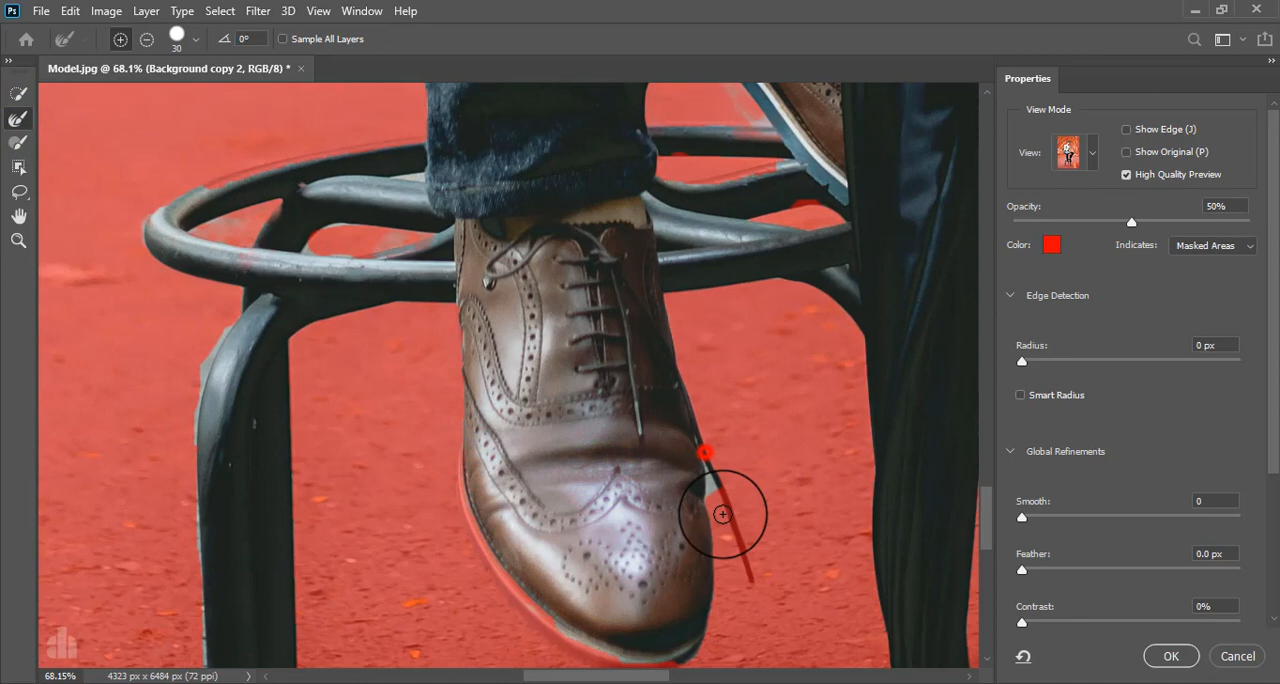 Ps File Edit Image Layer Type Select Filter 3D View Window Help
30 0° Sample All Layers
Model.jpg @ 68.1% (Background copy 2, RGB/8) * ×
Properties
View Mode
View:
Show Edge (J)
Show Original (P)
High Quality Preview
Opacity: 50%
Color: Indicates: Masked Areas
Edge Detection
Radius: 0 px
Smart Radius
Global Refinements
Smooth: 0
Feather: 0.0 px
Contrast: 0%
OK Cancel
68.15% 4323 px x 6484 px (72 ppi)